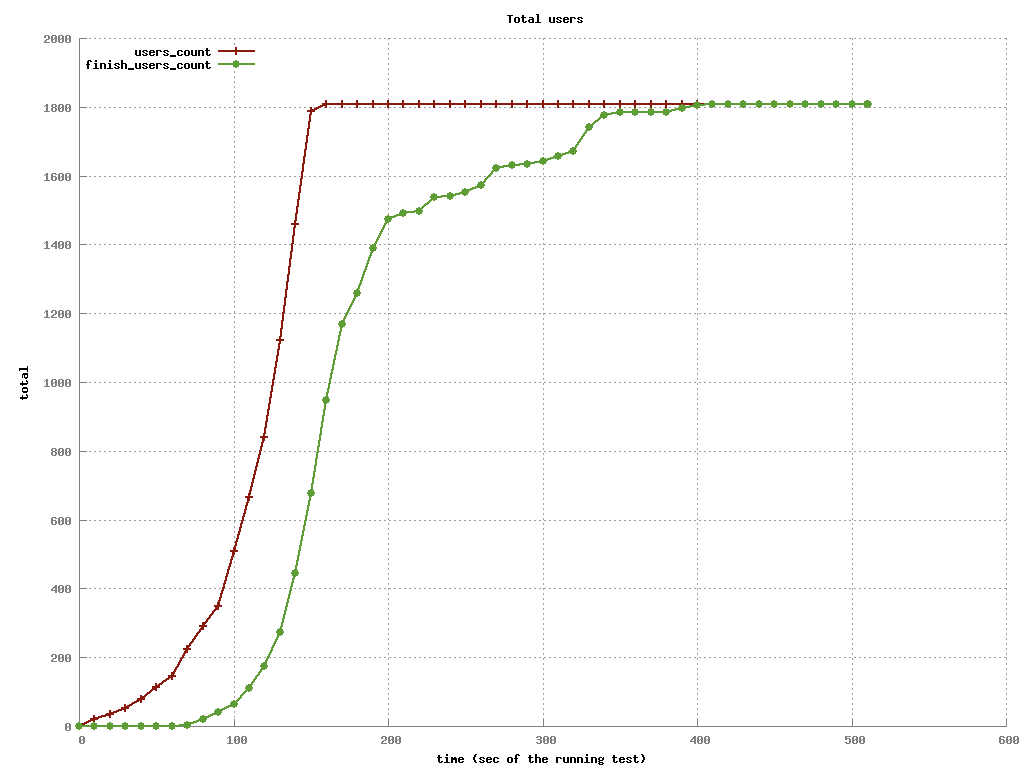 Total users
users_count
finish_users_count
2000
1800
1600
1400
1200
1000
800
600
400
200
0
total
0 100 200 300 400 500 600
time (sec of the running test)